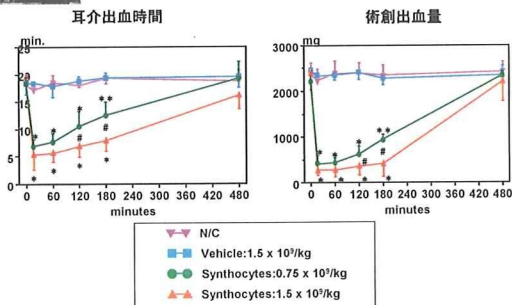 耳介出血時間
術創出血量
min.
25
20
15
10
5
0
0 60 120 180 240 300 360 420 480
minutes
mg
3000
2000
1000
0
0 60 120 180 240 300 360 420 480
minutes
* * * # * * # * * * *
* * * # * * * # * * * *
N/C
Vehicle:1.5 x 10⁹/kg
Synthocytes:0.75 x 10⁹/kg
Synthocytes:1.5 x 10⁹/kg